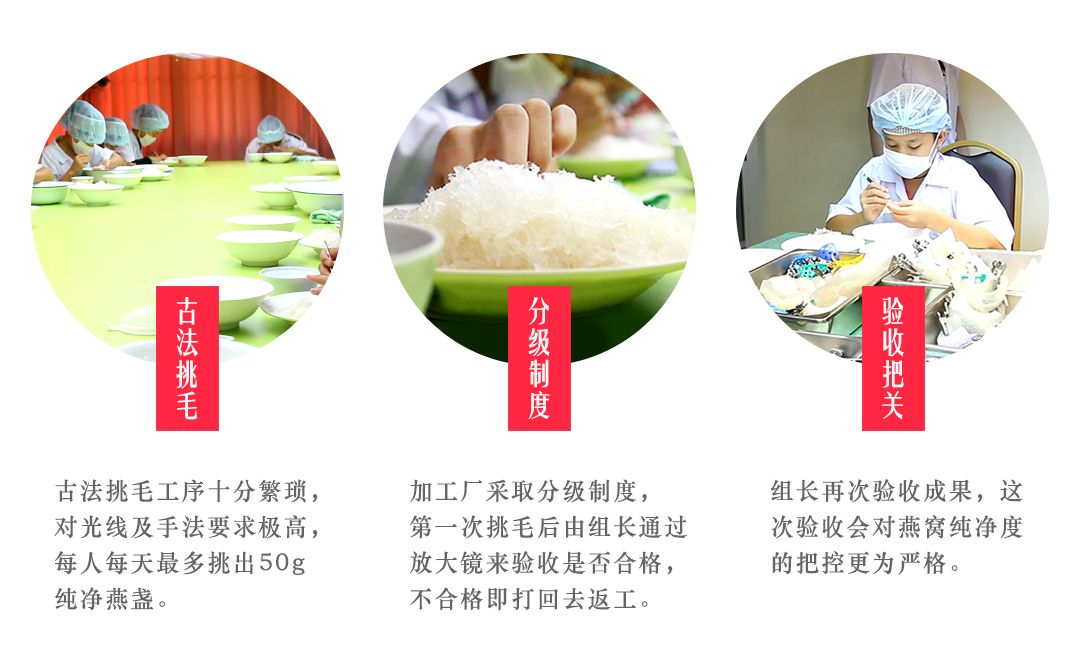 古法挑毛
古法挑毛工序十分繁琐，
对光线及手法要求极高，
每人每天最多挑出50g
纯净燕盏。
分级制度
加工厂采取分级制度，
第一次挑毛后由组长通过
放大镜来验收是否合格，
不合格即打回去返工。
验收把关
组长再次验收成果，这
次验收会对燕窝纯净度
的把控更为严格。